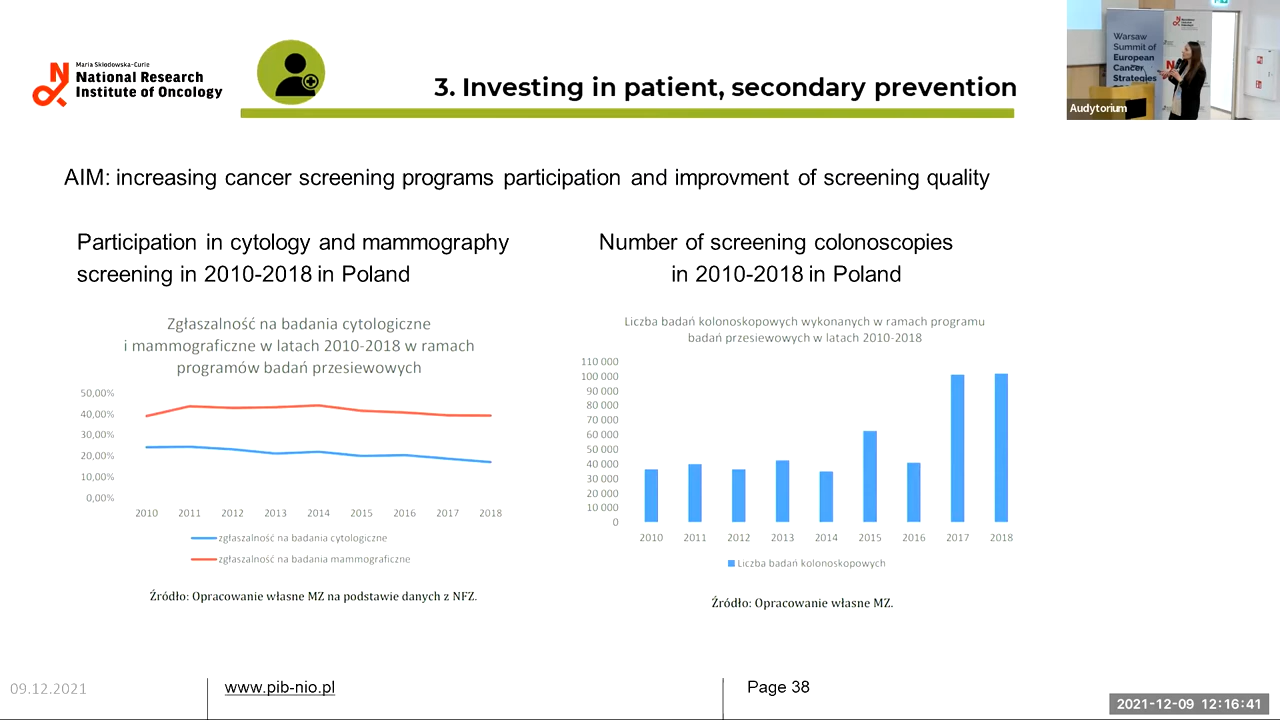 Maria Skłodowska-Curie
National Research
Institute of Oncology
3. Investing in patient, secondary prevention
Warsaw
Summit of
European
Cancer
Strategies
Audytorium
AIM: increasing cancer screening programs participation and improvment of screening quality
Participation in cytology and mammography
screening in 2010-2018 in Poland
Zgłaszalność na badania cytologiczne
i mammograficzne w latach 2010-2018 w ramach
programów badań przesiewowych
50,00%
40,00%
30,00%
20,00%
10,00%
0,00%
2010 2011 2012 2013 2014 2015 2016 2017 2018
zgłaszalność na badania cytologiczne
zgłaszalność na badania mammograficzne
Źródło: Opracowanie własne MZ na podstawie danych z NFZ.
Number of screening colonoscopies
in 2010-2018 in Poland
Liczba badań kolonoskopowych wykonanych w ramach programu
badań przesiewowych w latach 2010-2018
110 000
100 000
90 000
80 000
70 000
60 000
50 000
40 000
30 000
20 000
10 000
0
2010 2011 2012 2013 2014 2015 2016 2017 2018
Liczba badań kolonoskopowych
Źródło: Opracowanie własne MZ.
09.12.2021
www.pib-nio.pl
Page 38
2021-12-09 12:16:41